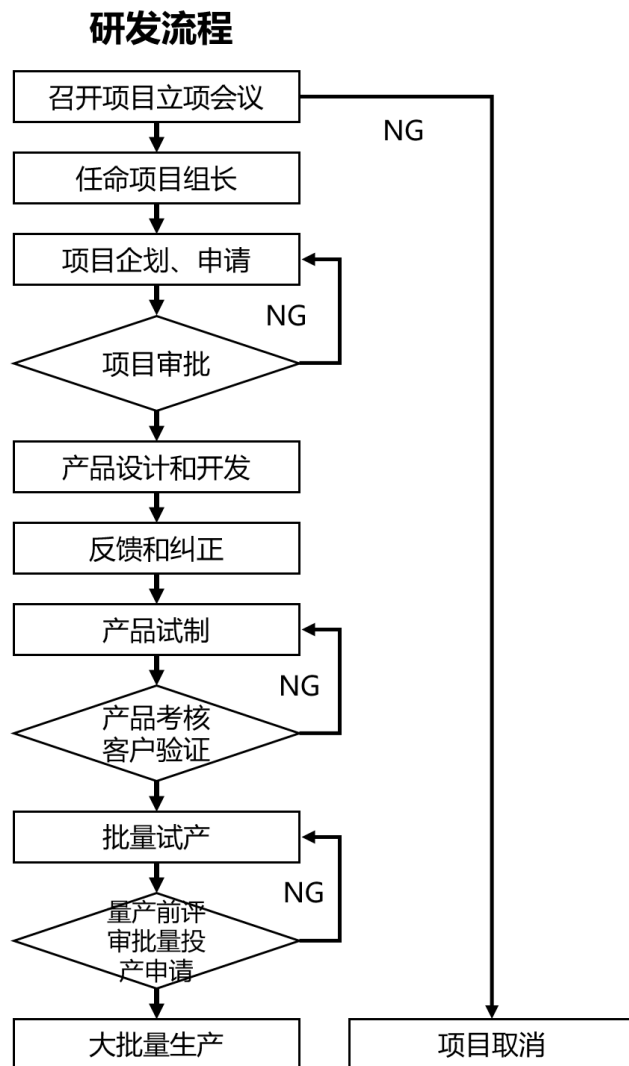 研发流程
召开项目立项会议
NG
任命项目组长
项目企划、申请
NG
项目审批
产品设计和开发
反馈和纠正
产品试制
NG
产品考核
客户验证
批量试产
NG
量产前评
审批量投
产申请
大批量生产
项目取消